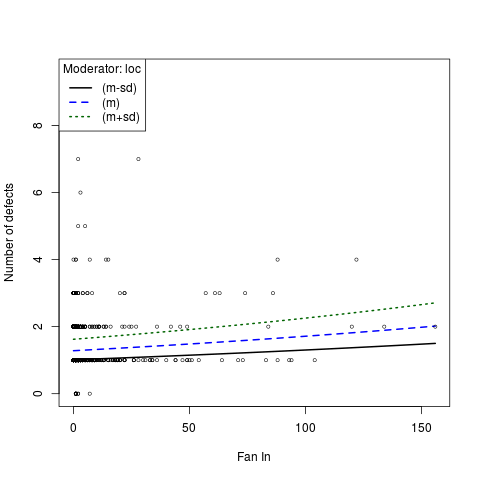 Moderator: loc
(m-sd)
(m)
(m+sd)
8
6
4
2
0
Number of defects
0 50 100 150
Fan In